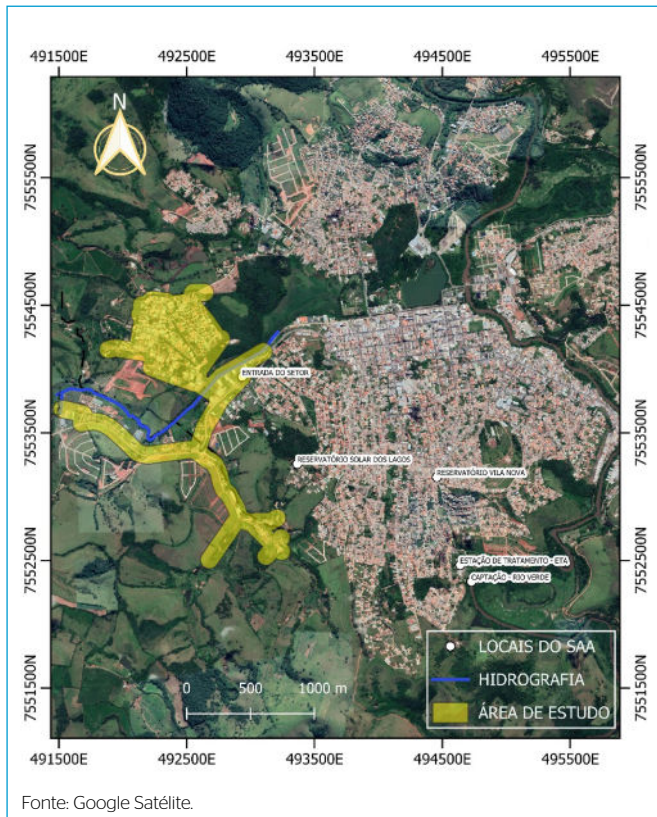 491500E 492500E 493500E 494500E 495500E
N
7555500N 7555500N
7554500N 7554500N
ENTRADA DO SETOR
7553500N 7553500N
RESERVATÓRIO SOLAR DOS LAGOS
RESERVATÓRIO VILA NOVA
7552500N 7552500N
ESTAÇÃO DE TRATAMENTO - ETA
CAPTAÇÃO - RIO VERDE
LOCAIS DO SAA
0 500 1000 m
HIDROGRAFIA
7551500N 7551500N
ÁREA DE ESTUDO
491500E 492500E 493500E 494500E 495500E
Fonte: Google Satélite.